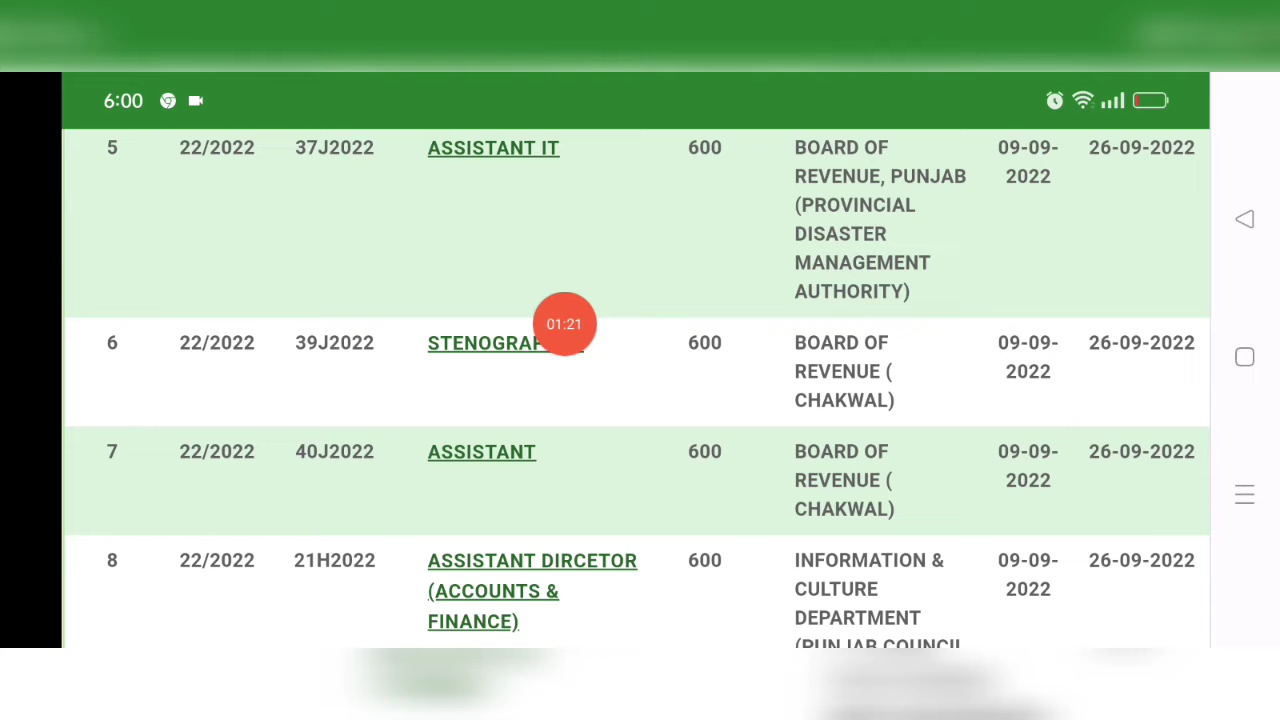 6:00
5 22/2022 37J2022 ASSISTANT IT 600 BOARD OF 09-09- 26-09-2022
REVENUE, PUNJAB 2022
(PROVINCIAL
DISASTER
MANAGEMENT
AUTHORITY)
01:21
6 22/2022 39J2022 600 BOARD OF 09-09- 26-09-2022
REVENUE ( 2022
CHAKWAL)
7 22/2022 40J2022 ASSISTANT 600 BOARD OF 09-09- 26-09-2022
REVENUE ( 2022
CHAKWAL)
8 22/2022 21H2022 ASSISTANT DIRCETOR 600 INFORMATION & 09-09- 26-09-2022
(ACCOUNTS & CULTURE 2022
FINANCE) DEPARTMENT
(PUNJAB COUNCIL